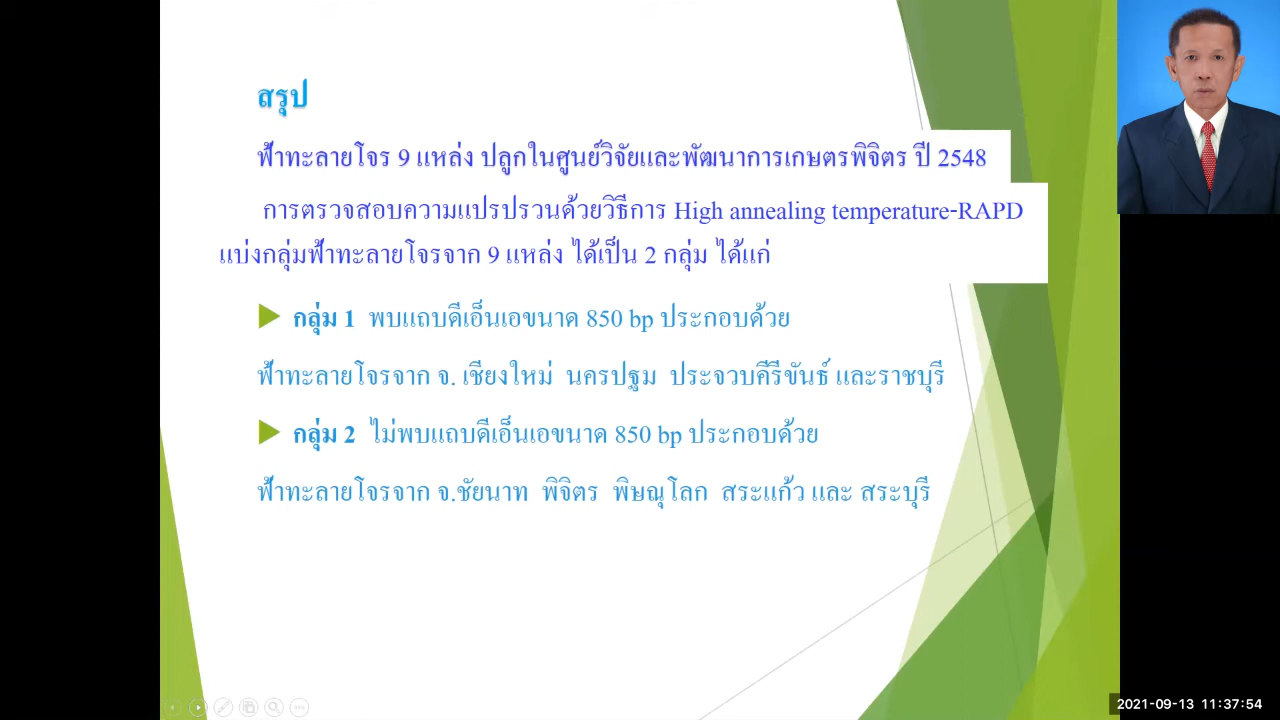 สรุป
ฟ้าทะลายโจร 9 แหล่ง ปลูกในศูนย์วิจัยและพัฒนาการเกษตรพิจิตร ปี 2548
การตรวจสอบความแปรปรวนด้วยวิธีการ High annealing temperature-RAPD
แบ่งกลุ่มฟ้าทะลายโจรจาก 9 แหล่ง ได้เป็น 2 กลุ่ม ได้แก่
กลุ่ม 1 พบแถบดีเอ็นเอขนาด 850 bp ประกอบด้วย
ฟ้าทะลายโจรจาก จ. เชียงใหม่ นครปฐม ประจวบคีรีขันธ์ และราชบุรี
กลุ่ม 2 ไม่พบแถบดีเอ็นเอขนาด 850 bp ประกอบด้วย
ฟ้าทะลายโจรจาก จ.ชัยนาท พิจิตร พิษณุโลก สระแก้ว และ สระบุรี
2021-09-13 11:37:54